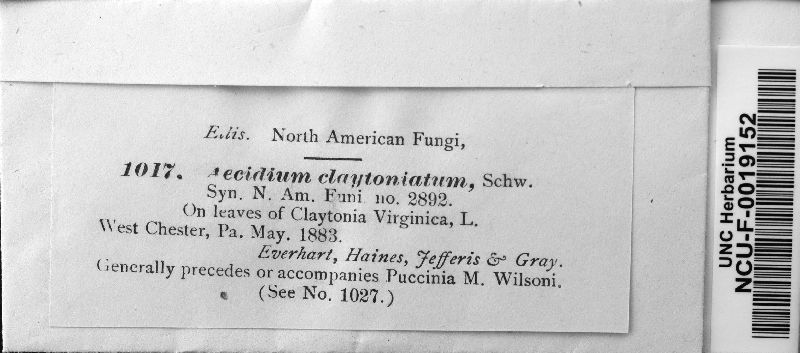 Ellis. North American Fungi,
1017. Aecidium claytoniatum, Schw.
Syn. N. Am. Funi no. 2892.
On leaves of Claytonia Virginica, L.
West Chester, Pa. May. 1883.
Everhart, Haines, Jefferis & Gray.
Generally precedes or accompanies Puccinia M. Wilsoni.
(See No. 1027.)
UNC Herbarium
NCU-F-0019152